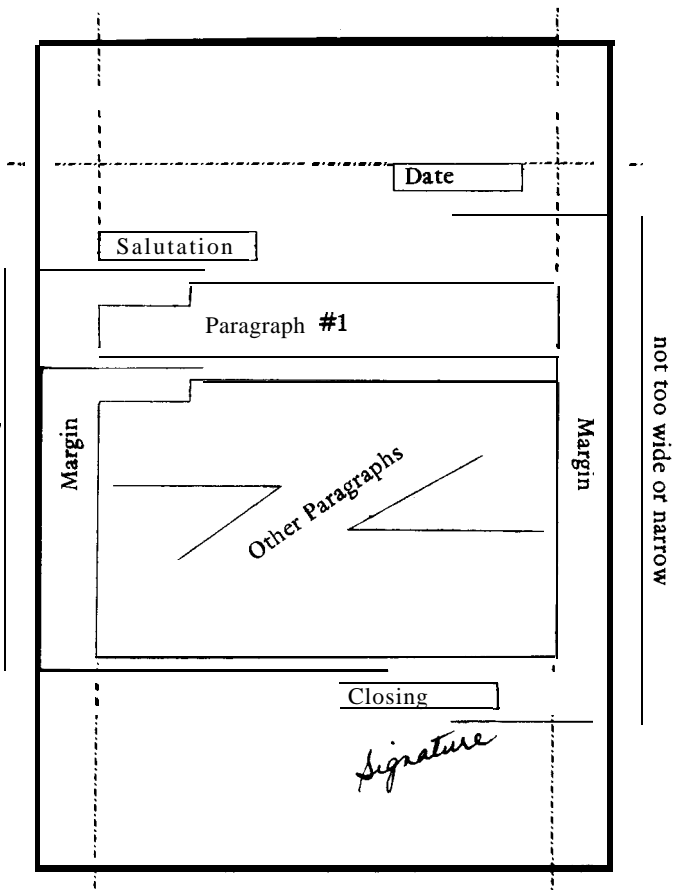 Date
Salutation
Paragraph #1
Margin
Margin
not too wide or narrow
Other Paragraphs
Closing
Signature